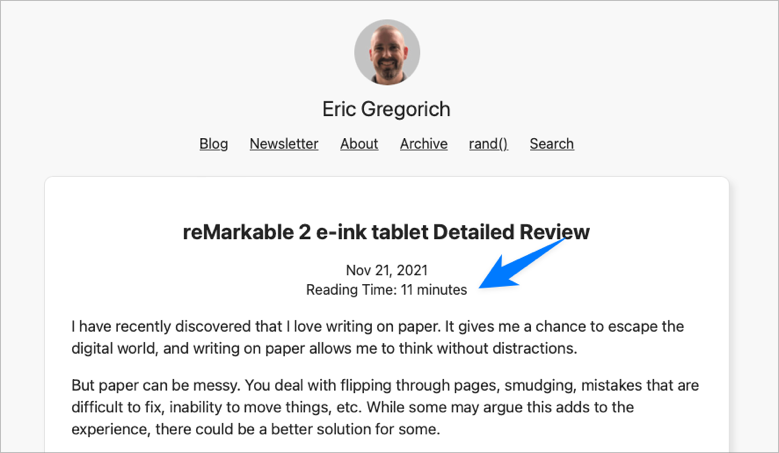 Eric Gregorich
Blog Newsletter About Archive rand() Search
reMarkable 2 e-ink tablet Detailed Review
Nov 21, 2021
Reading Time: 11 minutes
I have recently discovered that I love writing on paper. It gives me a chance to escape the
digital world, and writing on paper allows me to think without distractions.
But paper can be messy. You deal with flipping through pages, smudging, mistakes that are
difficult to fix, inability to move things, etc. While some may argue this adds to the
experience, there could be a better solution for some.